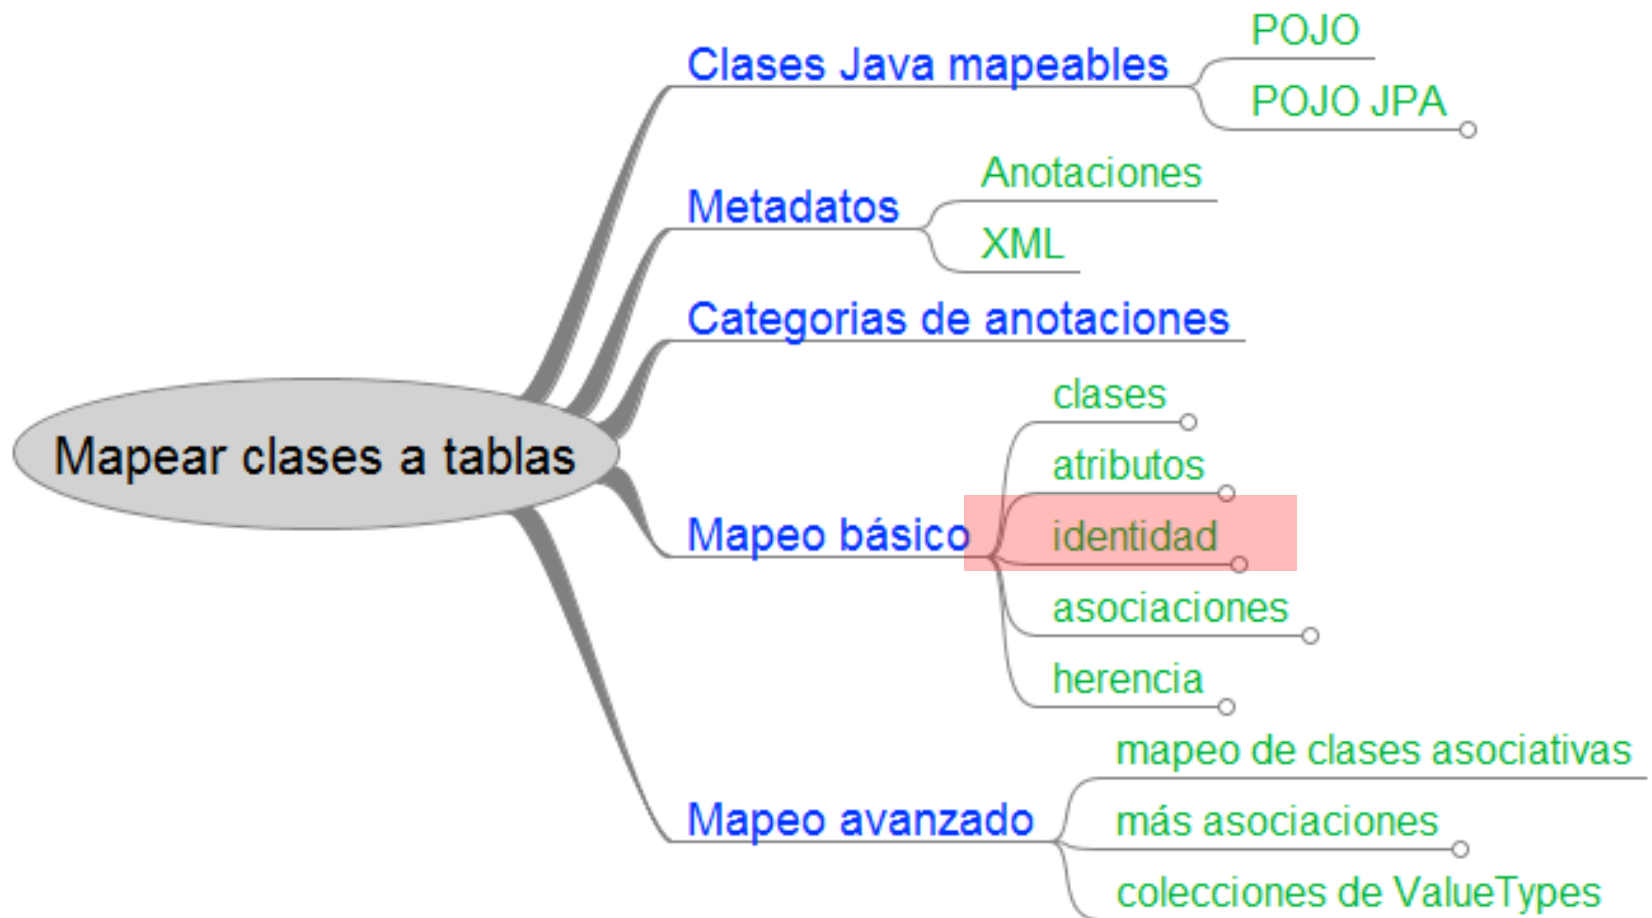 Mapear clases a tablas
Clases Java mapeables
POJO
POJO JPA
Metadatos
Anotaciones
XML
Categorias de anotaciones
Mapeo básico
clases
atributos
identidad
asociaciones
herencia
Mapeo avanzado
mapeo de clases asociativas
más asociaciones
colecciones de ValueTypes